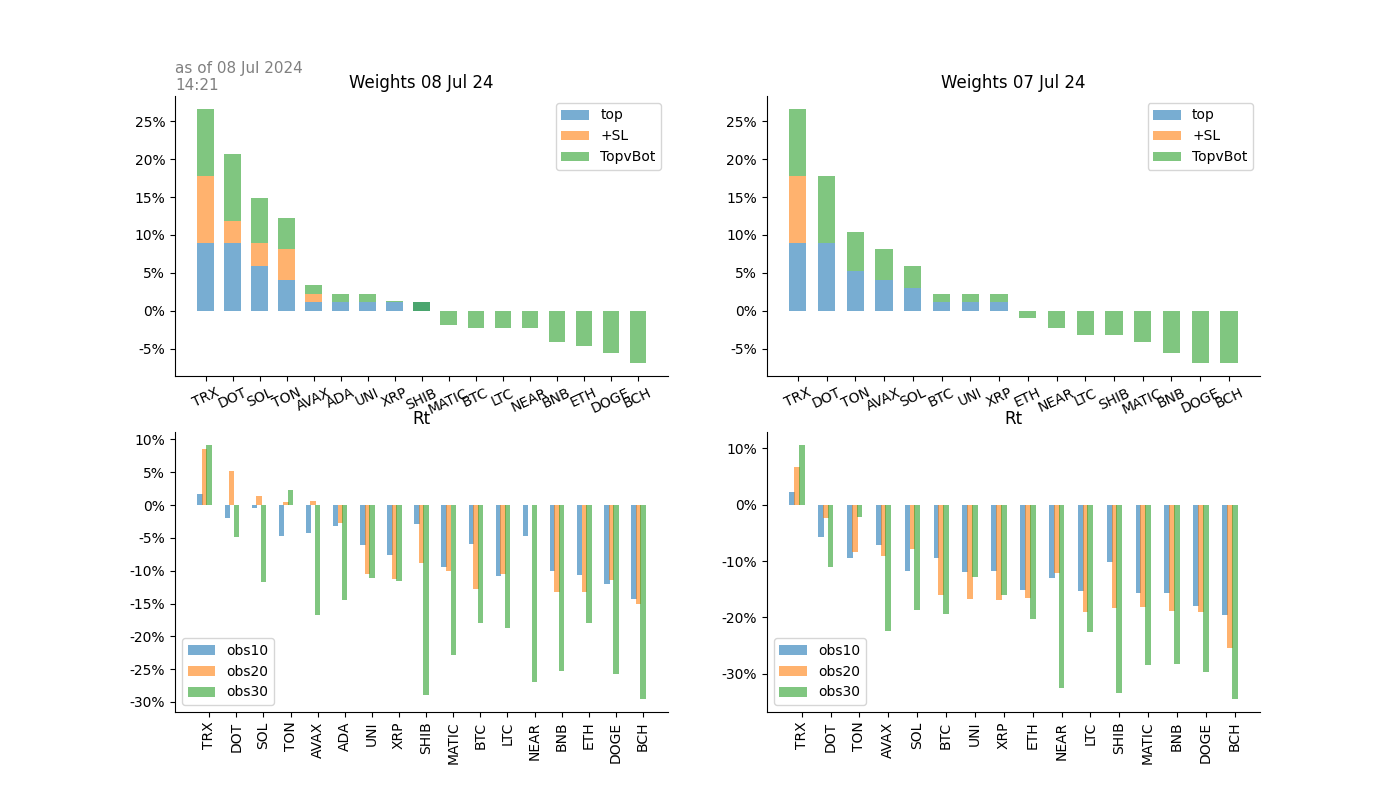 as of 08 Jul 2024
14:21
Weights 08 Jul 24
25%
20%
15%
10%
5%
0%
-5%
top
+SL
TopvBot
TRX DOT SOL TON AVAX ADA UNI XRP SHIB MATIC BTC LTC NEAR BNB ETH DOGE BCH
Weights 07 Jul 24
25%
20%
15%
10%
5%
0%
-5%
top
+SL
TopvBot
TRX DOT TON AVAX SOL BTC UNI XRP ETH NEAR LTC SHIB MATIC BNB DOGE BCH
Rt
10%
5%
0%
-5%
-10%
-15%
-20%
-25%
-30%
obs10
obs20
obs30
TRX DOT SOL TON AVAX ADA UNI XRP SHIB MATIC BTC LTC NEAR BNB ETH DOGE BCH
Rt
10%
0%
-10%
-20%
-30%
obs10
obs20
obs30
TRX DOT TON AVAX SOL BTC UNI XRP ETH NEAR LTC SHIB MATIC BNB DOGE BCH